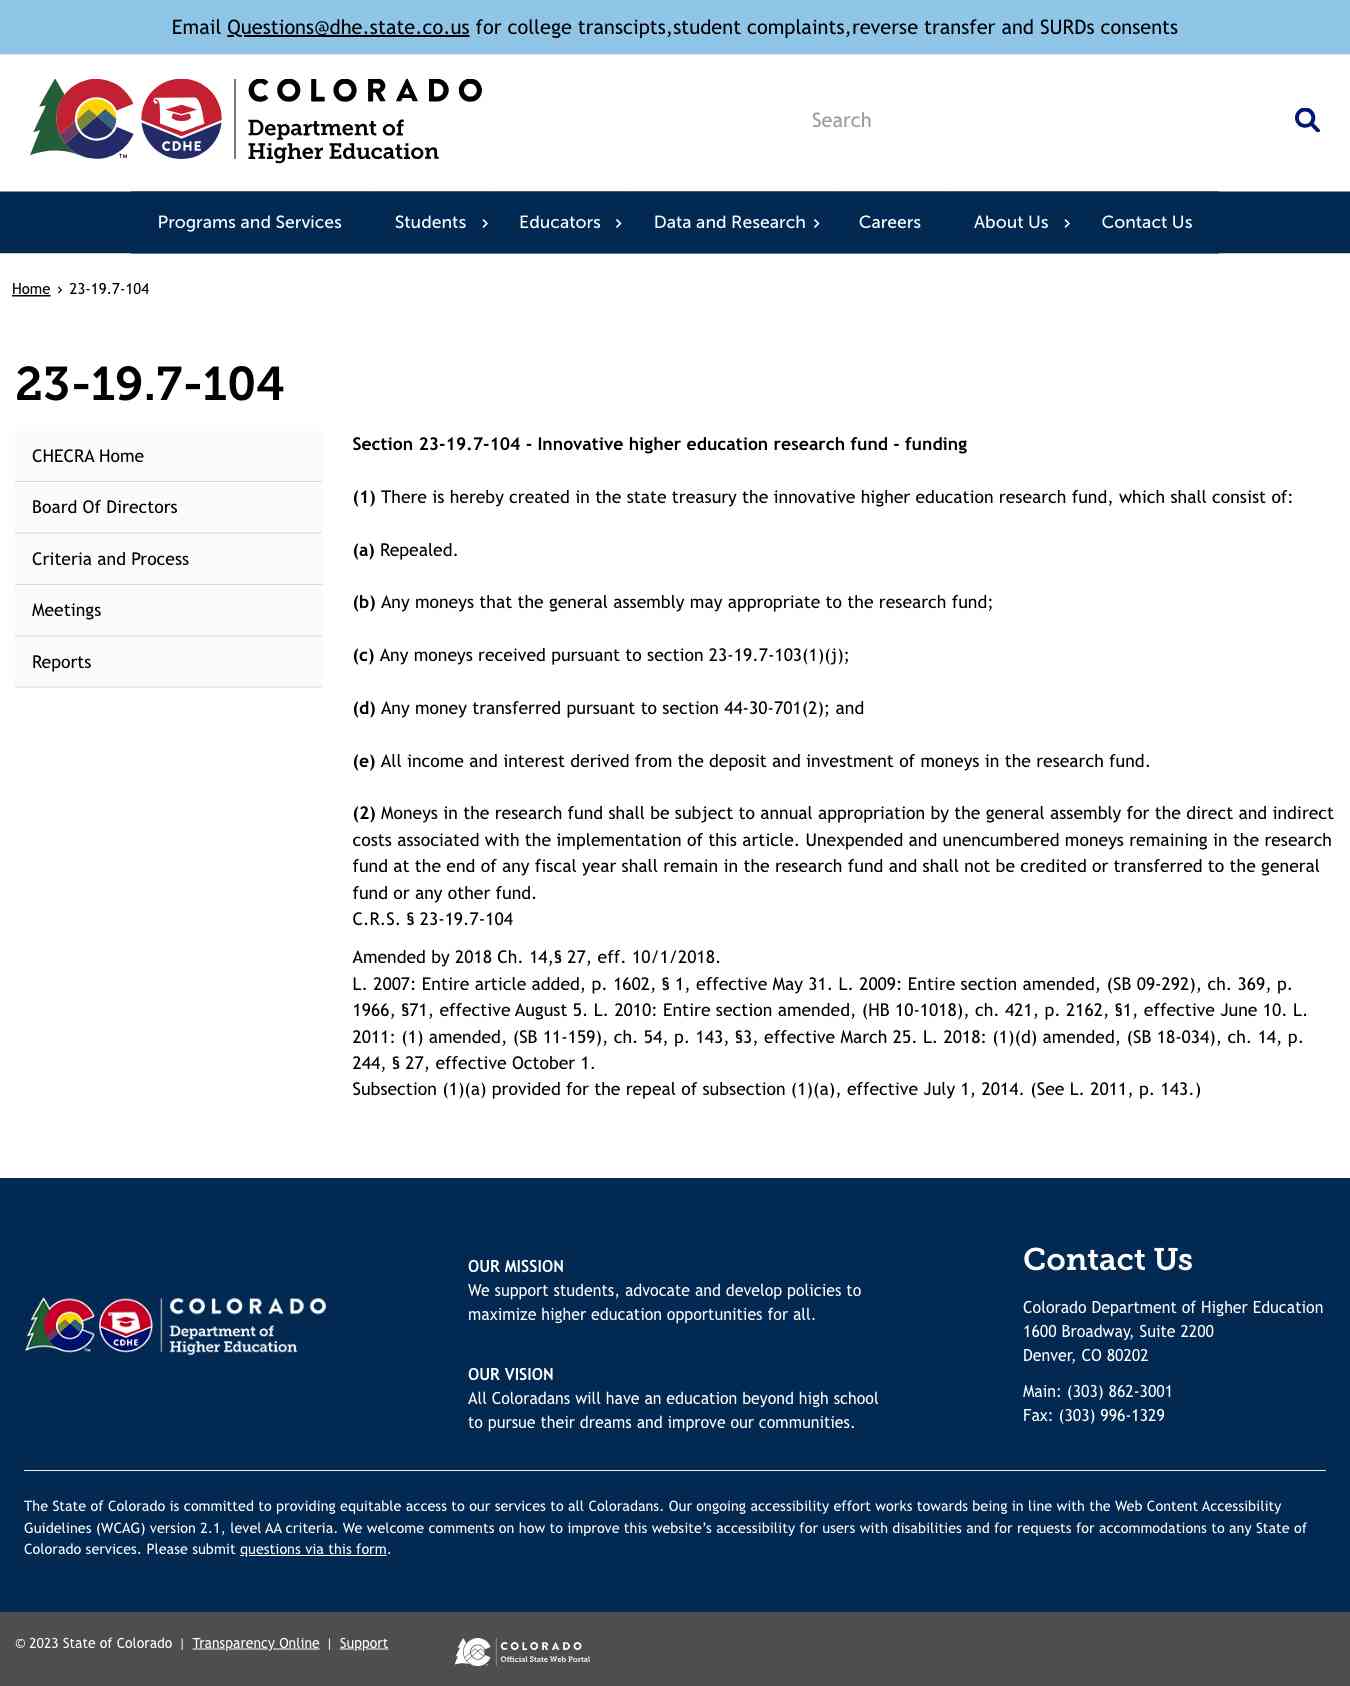 Email Questions@dhe.state.co.us for college transcipts,student complaints,reverse transfer and SURDs consents
COLORADO
Department of
Higher Education
CDHE
TM
Search
Programs and Services Students › Educators › Data and Research › Careers About Us › Contact Us
Home › 23-19.7-104
23-19.7-104
CHECRA Home
Board Of Directors
Criteria and Process
Meetings
Reports
Section 23-19.7-104 - Innovative higher education research fund - funding
(1) There is hereby created in the state treasury the innovative higher education research fund, which shall consist of:
(a) Repealed.
(b) Any moneys that the general assembly may appropriate to the research fund;
(c) Any moneys received pursuant to section 23-19.7-103(1)(j);
(d) Any money transferred pursuant to section 44-30-701(2); and
(e) All income and interest derived from the deposit and investment of moneys in the research fund.
(2) Moneys in the research fund shall be subject to annual appropriation by the general assembly for the direct and indirect
costs associated with the implementation of this article. Unexpended and unencumbered moneys remaining in the research
fund at the end of any fiscal year shall remain in the research fund and shall not be credited or transferred to the general
fund or any other fund.
C.R.S. § 23-19.7-104
Amended by 2018 Ch. 14,§ 27, eff. 10/1/2018.
L. 2007: Entire article added, p. 1602, § 1, effective May 31. L. 2009: Entire section amended, (SB 09-292), ch. 369, p.
1966, §71, effective August 5. L. 2010: Entire section amended, (HB 10-1018), ch. 421, p. 2162, §1, effective June 10. L.
2011: (1) amended, (SB 11-159), ch. 54, p. 143, §3, effective March 25. L. 2018: (1)(d) amended, (SB 18-034), ch. 14, p.
244, § 27, effective October 1.
Subsection (1)(a) provided for the repeal of subsection (1)(a), effective July 1, 2014. (See L. 2011, p. 143.)
COLORADO
Department of
Higher Education
CDHE
OUR MISSION
We support students, advocate and develop policies to
maximize higher education opportunities for all.
OUR VISION
All Coloradans will have an education beyond high school
to pursue their dreams and improve our communities.
Contact Us
Colorado Department of Higher Education
1600 Broadway, Suite 2200
Denver, CO 80202
Main: (303) 862-3001
Fax: (303) 996-1329
The State of Colorado is committed to providing equitable access to our services to all Coloradans. Our ongoing accessibility effort works towards being in line with the Web Content Accessibility
Guidelines (WCAG) version 2.1, level AA criteria. We welcome comments on how to improve this website's accessibility for users with disabilities and for requests for accommodations to any State of
Colorado services. Please submit questions via this form.
© 2023 State of Colorado | Transparency Online | Support
COLORADO
Official State Web Portal